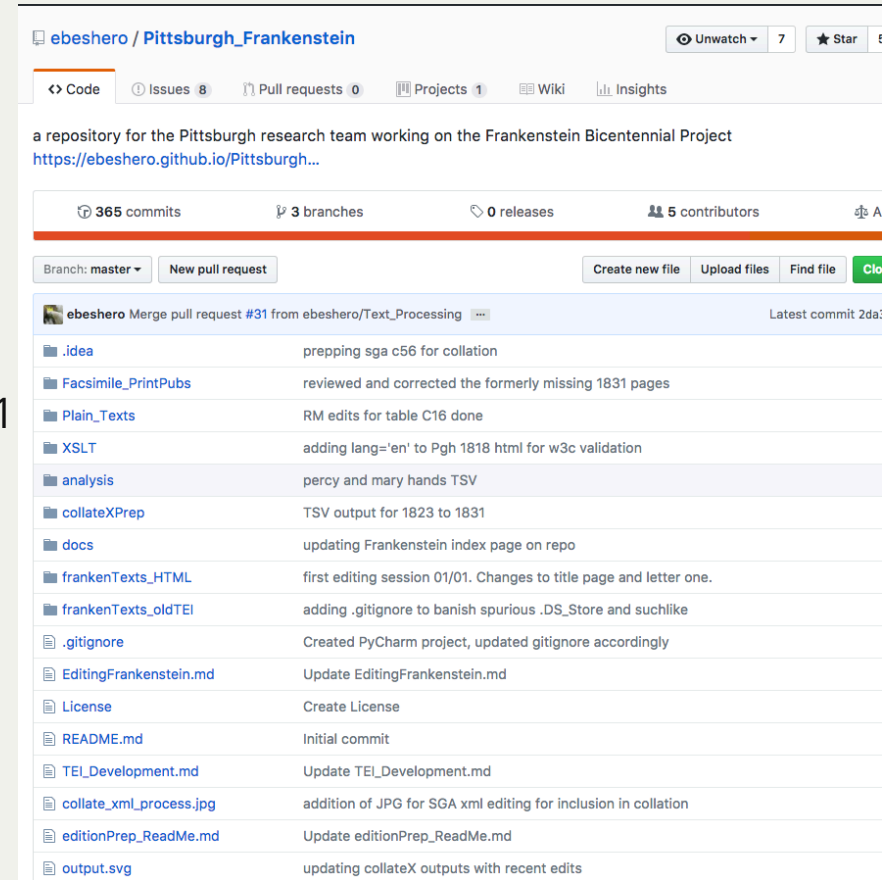 ebeshero / Pittsburgh_Frankenstein Unwatch 7 Star 5
Code Issues 8 Pull requests 0 Projects 1 Wiki Insights
a repository for the Pittsburgh research team working on the Frankenstein Bicentennial Project
https://ebeshero.github.io/Pittsburgh...
365 commits 3 branches 0 releases 5 contributors A
Branch: master New pull request Create new file Upload files Find file Clo
ebeshero Merge pull request #31 from ebeshero/Text_Processing ... Latest commit 2da3
.idea prepping sga c56 for collation
Facsimile_PrintPubs reviewed and corrected the formerly missing 1831 pages
1
Plain_Texts RM edits for table C16 done
XSLT adding lang='en' to Pgh 1818 html for w3c validation
analysis percy and mary hands TSV
collateXPrep TSV output for 1823 to 1831
docs updating Frankenstein index page on repo
frankenTexts_HTML first editing session 01/01. Changes to title page and letter one.
frankenTexts_oldTEI adding .gitignore to banish spurious .DS_Store and suchlike
.gitignore Created PyCharm project, updated gitignore accordingly
EditingFrankenstein.md Update EditingFrankenstein.md
License Create License
README.md Initial commit
TEI_Development.md Update TEI_Development.md
collate_xml_process.jpg addition of JPG for SGA xml editing for inclusion in collation
editionPrep_ReadMe.md Update editionPrep_ReadMe.md
output.svg updating collateX outputs with recent edits